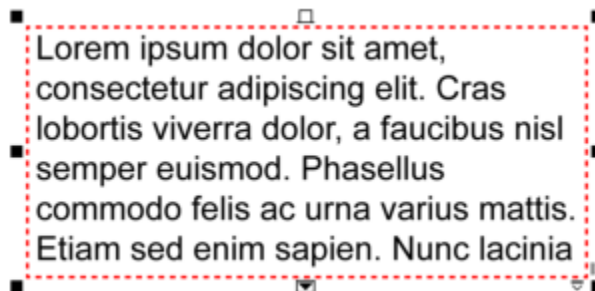 Lorem ipsum dolor sit amet,
consectetur adipiscing elit. Cras
lobortis viverra dolor, a faucibus nisl
semper euismod. Phasellus
commodo felis ac urna varius mattis.
Etiam sed enim sapien. Nunc lacinia